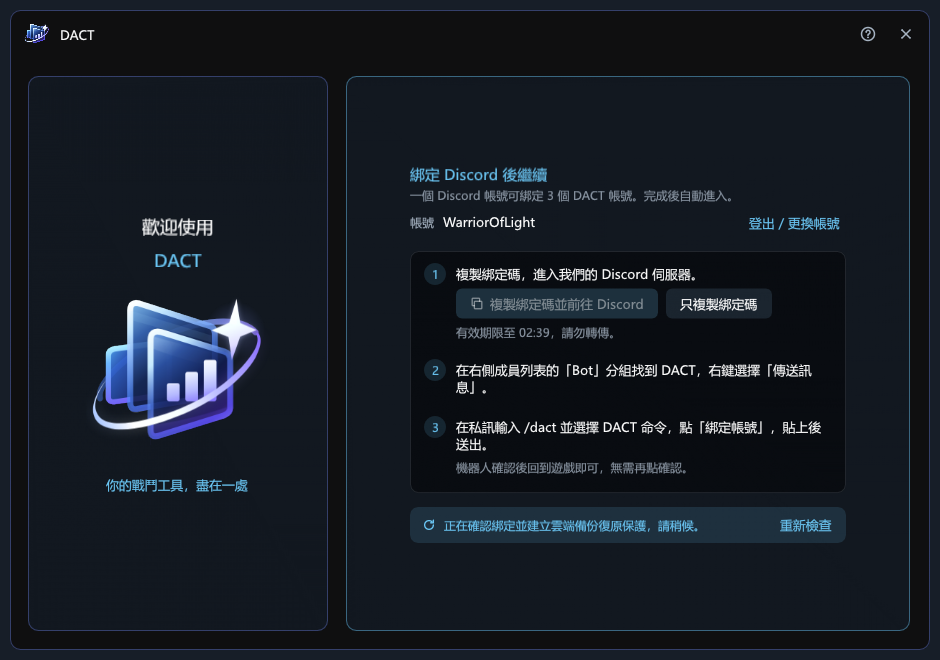 DACT
歡迎使用
DACT
你的戰鬥工具，盡在一處
綁定 Discord 後繼續
一個 Discord 帳號可綁定 3 個 DACT 帳號。完成後自動進入。
帳號 WarriorOfLight 登出 / 更換帳號
1 複製綁定碼，進入我們的 Discord 伺服器。
複製綁定碼並前往 Discord 只複製綁定碼
有效期限至 02:39，請勿轉傳。
2 在右側成員列表的「Bot」分組找到 DACT，右鍵選擇「傳送訊
息」。
3 在私訊輸入 /dact 並選擇 DACT 命令，點「綁定帳號」，貼上後
送出。
機器人確認後回到遊戲即可，無需再點確認。
正在確認綁定並建立雲端備份復原保護，請稍候。 重新檢查